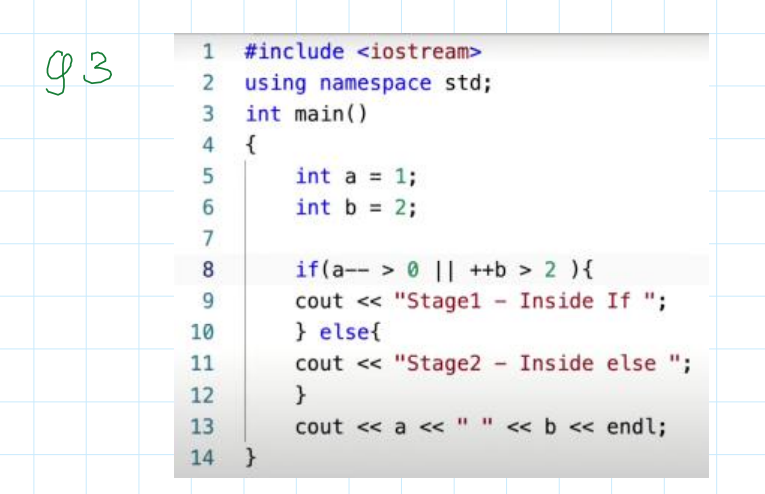 Q3
1 #include <iostream>
2 using namespace std;
3 int main()
4 {
5 int a = 1;
6 int b = 2;
7
8 if(a-- > 0 || ++b > 2 ){
9 cout << "Stage1 - Inside If ";
10 } else{
11 cout << "Stage2 - Inside else ";
12 }
13 cout << a << " " << b << endl;
14 }